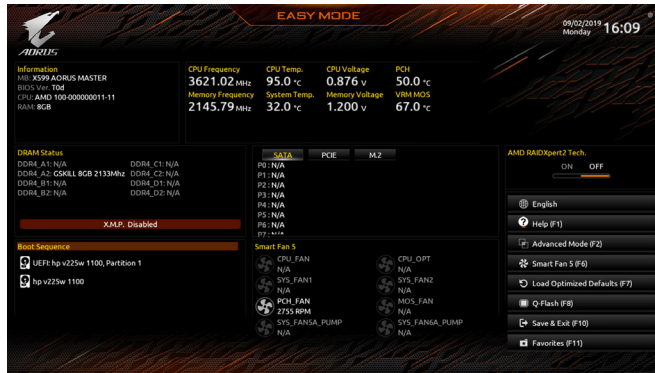 EASY MODE
09/02/2019
Monday 16:09
AORUS
Information
MB: X599 AORUS MASTER
BIOS Ver. T0d
CPU: AMD 100-000000011-11
RAM: 8GB
CPU Frequency
3621.02 MHz
CPU Temp.
95.0 °C
CPU Voltage
0.876 V
PCH
50.0 °C
Memory Frequency
2145.79 MHz
System Temp.
32.0 °C
Memory Voltage
1.200 V
VRM MOS
67.0 °C
DRAM Status
DDR4_A1: N/A
DDR4_A2: GSKILL 8GB 2133Mhz
DDR4_B1: N/A
DDR4_B2: N/A
DDR4_C1: N/A
DDR4_C2: N/A
DDR4_D1: N/A
DDR4_D2: N/A
X.M.P. Disabled
SATA PCIE M.2
P0 : N/A
P1 : N/A
P2 : N/A
P3 : N/A
P4 : N/A
P5 : N/A
P6 : N/A
P7 : N/A
AMD RAIDXpert2 Tech.
ON OFF
Boot Sequence
UEFI: hp v225w 1100, Partition 1
hp v225w 1100
Smart Fan 5
CPU_FAN
N/A
CPU_OPT
N/A
SYS_FAN1
N/A
SYS_FAN2
N/A
PCH_FAN
2755 RPM
MOS_FAN
N/A
SYS_FAN5A_PUMP
N/A
SYS_FAN6A_PUMP
N/A
English
Help (F1)
Advanced Mode (F2)
Smart Fan 5 (F6)
Load Optimized Defaults (F7)
Q-Flash (F8)
Save & Exit (F10)
Favorites (F11)